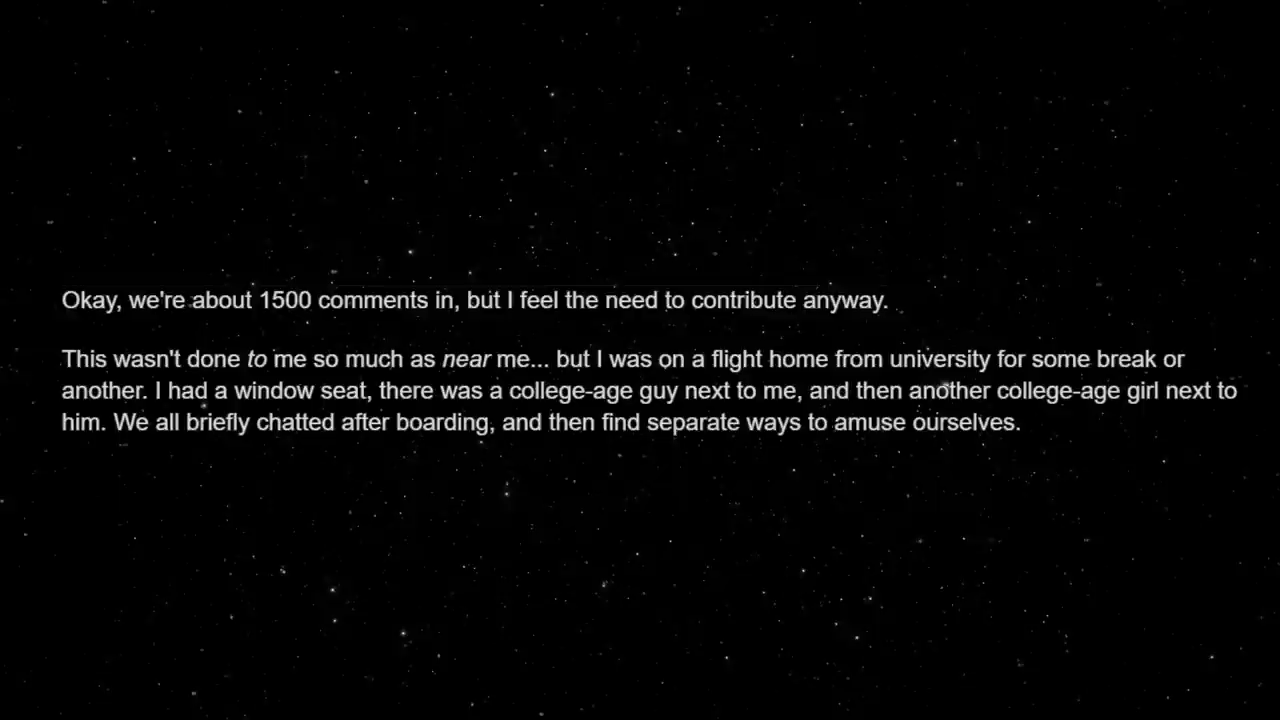 Okay, we're about 1500 comments in, but I feel the need to contribute anyway.
This wasn't done to me so much as near me... but I was on a flight home from university for some break or
another. I had a window seat, there was a college-age guy next to me, and then another college-age girl next to
him. We all briefly chatted after boarding, and then find separate ways to amuse ourselves.